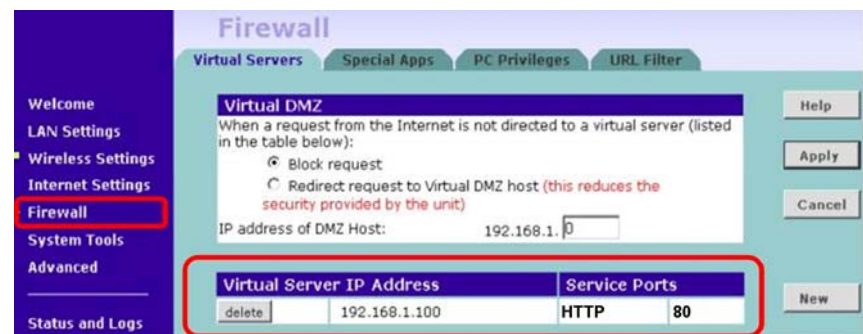 Firewall
Virtual Servers Special Apps PC Privileges URL Filter
Welcome
LAN Settings
Wireless Settings
Internet Settings
Firewall
System Tools
Advanced
Status and Logs
Virtual DMZ
When a request from the Internet is not directed to a virtual server (listed
in the table below):
Block request
Redirect request to Virtual DMZ host (this reduces the
security provided by the unit)
IP address of DMZ Host: 192.168.1. 0
Virtual Server IP Address Service Ports
delete 192.168.1.100 HTTP 80
Help
Apply
Cancel
New